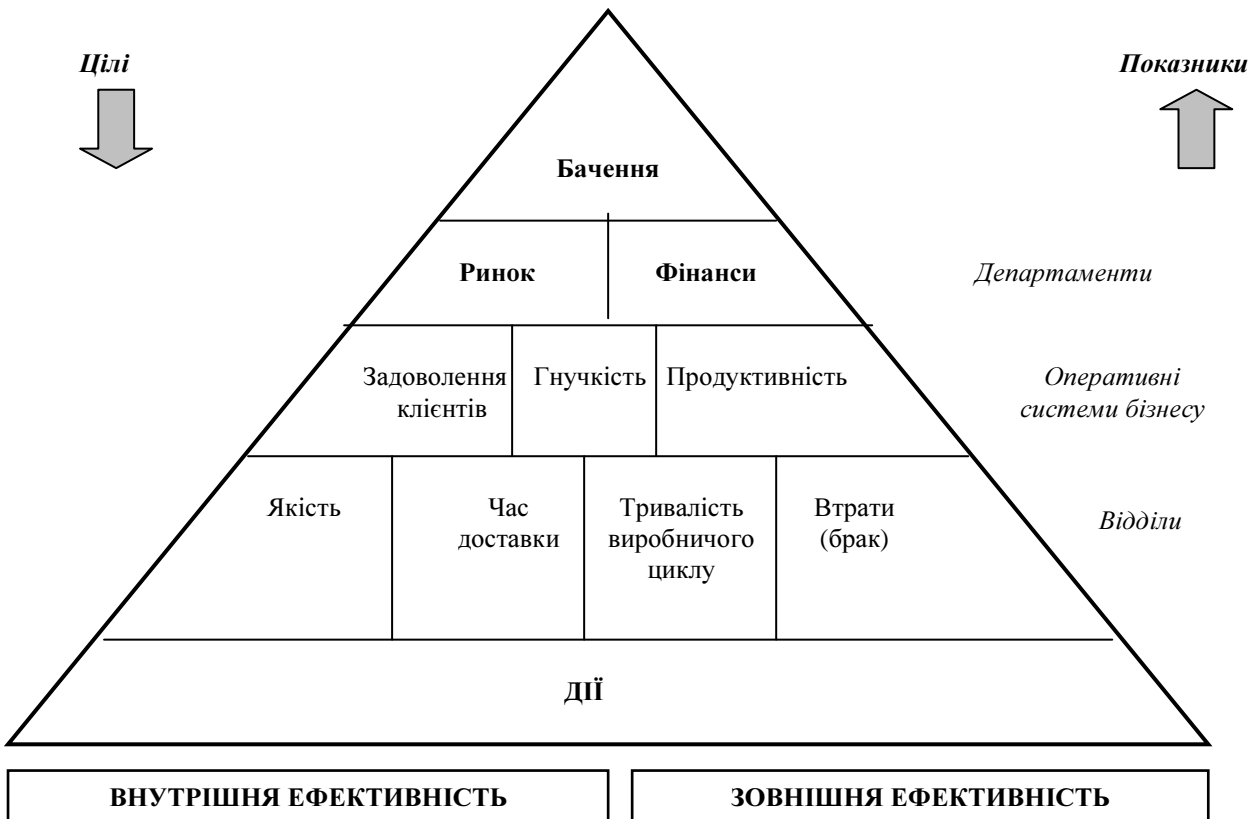 Цілі
Показники
Бачення
Ринок
Фінанси
Департаменти
Задоволення
клієнтів
Гнучкість
Продуктивність
Оперативні
системи бізнесу
Якість
Час
доставки
Тривалість
виробничого
циклу
Втрати
(брак)
Відділи
ДІЇ
ВНУТРІШНЯ ЕФЕКТИВНІСТЬ
ЗОВНІШНЯ ЕФЕКТИВНІСТЬ